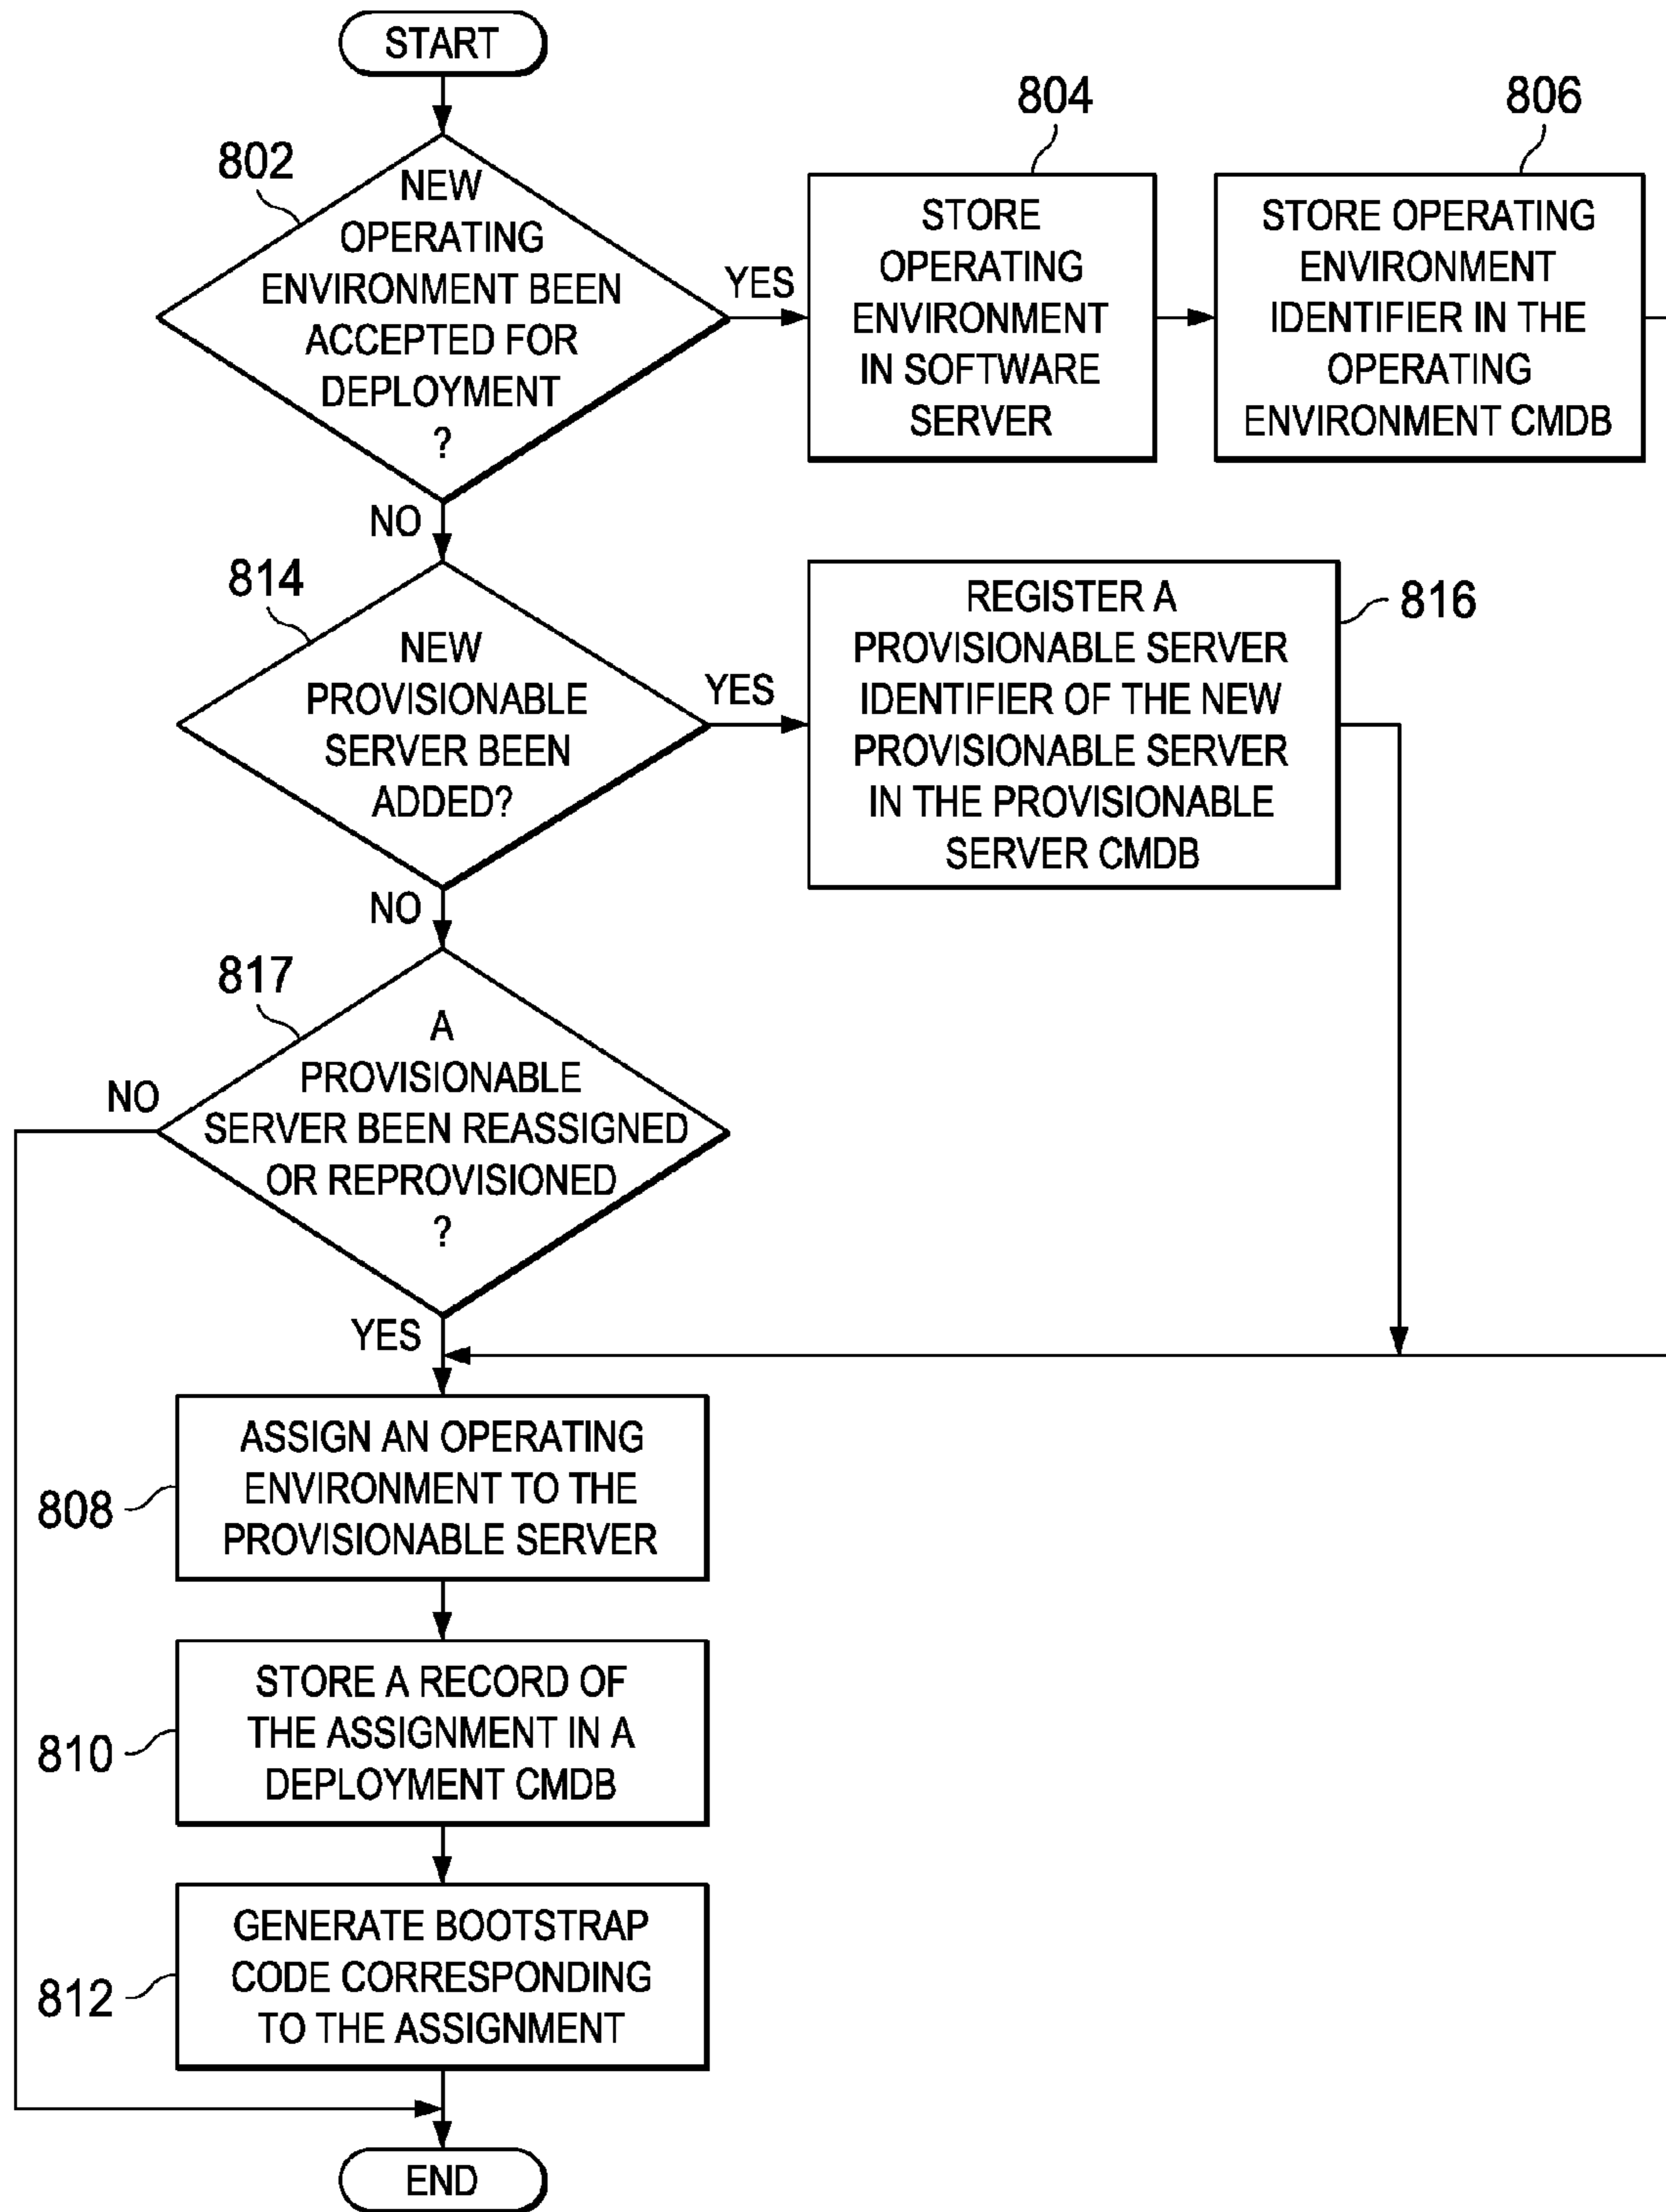 START
802
NEW
OPERATING
ENVIRONMENT BEEN
ACCEPTED FOR
DEPLOYMENT
?
YES
804
STORE
OPERATING
ENVIRONMENT
IN SOFTWARE
SERVER
806
STORE OPERATING
ENVIRONMENT
IDENTIFIER IN THE
OPERATING
ENVIRONMENT CMDB
NO
814
NEW
PROVISIONABLE
SERVER BEEN
ADDED?
YES
REGISTER A
PROVISIONABLE SERVER
IDENTIFIER OF THE NEW
PROVISIONABLE SERVER
IN THE PROVISIONABLE
SERVER CMDB
816
NO
817
A
PROVISIONABLE
SERVER BEEN REASSIGNED
OR REPROVISIONED
?
NO
YES
808
ASSIGN AN OPERATING
ENVIRONMENT TO THE
PROVISIONABLE SERVER
810
STORE A RECORD OF
THE ASSIGNMENT IN A
DEPLOYMENT CMDB
812
GENERATE BOOTSTRAP
CODE CORRESPONDING
TO THE ASSIGNMENT
END